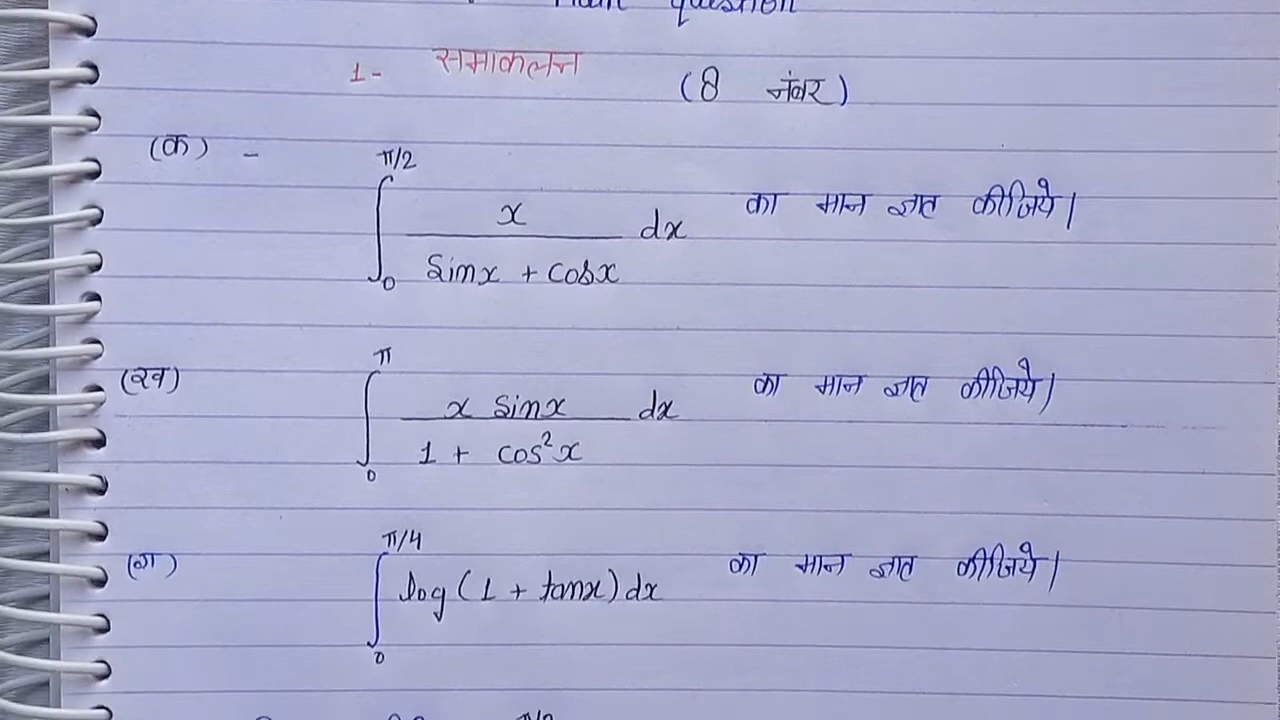 question
1- समाकलन
(8 नंबर)
(क) - ∫₀^π/2 x / sinx + cosx dx का मान ज्ञात कीजिये।
(ख) ∫₀^π x sinx / 1 + cos²x dx का मान ज्ञात कीजिये।
(ग) ∫₀^π/4 log(1 + tanx) dx का मान ज्ञात कीजिये।